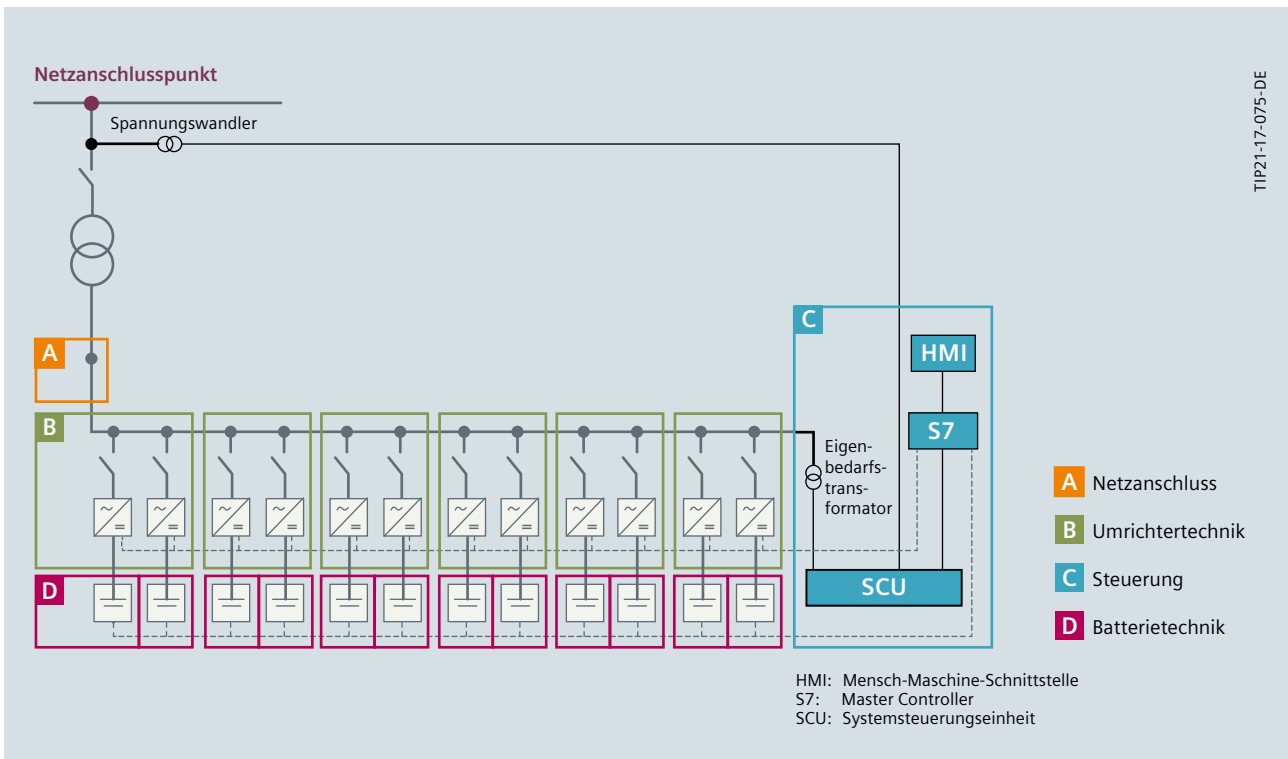 Netzanschlusspunkt
Spannungswandler
TIP21-17-075-DE
A
B
C
HMI
S7
Eigen-
bedarfs-
trans-
formator
SCU
D
A Netzanschluss
B Umrichtertechnik
C Steuerung
D Batterietechnik
HMI: Mensch-Maschine-Schnittstelle
S7: Master Controller
SCU: Systemsteuerungseinheit